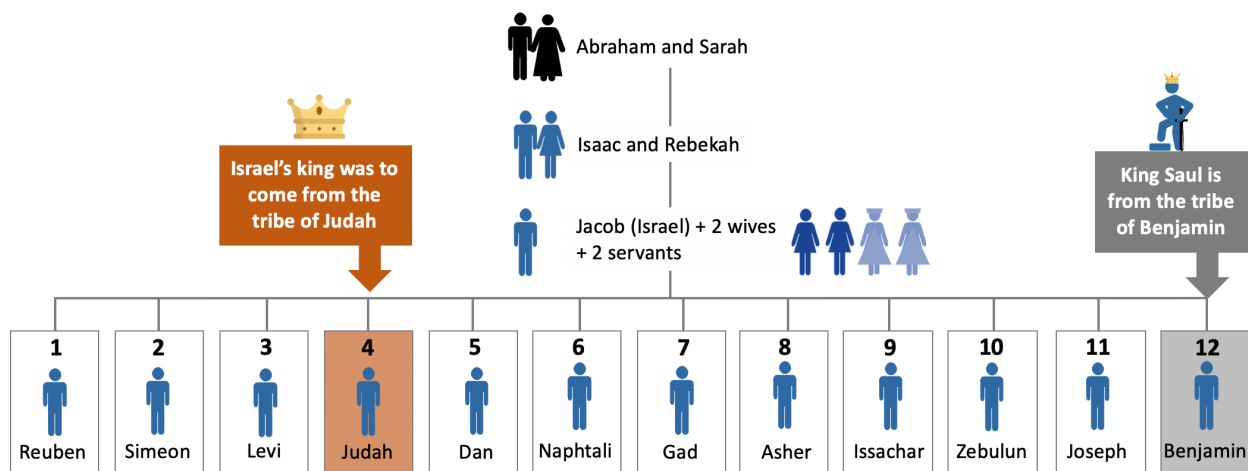 Abraham and Sarah
Isaac and Rebekah
Israel's king was to
come from the
tribe of Judah
King Saul is
from the tribe
of Benjamin
Jacob (Israel) + 2 wives
+ 2 servants
1
2
3
4
5
6
7
8
9
10
11
12
Reuben
Simeon
Levi
Judah
Dan
Naphtali
Gad
Asher
Issachar
Zebulun
Joseph
Benjamin